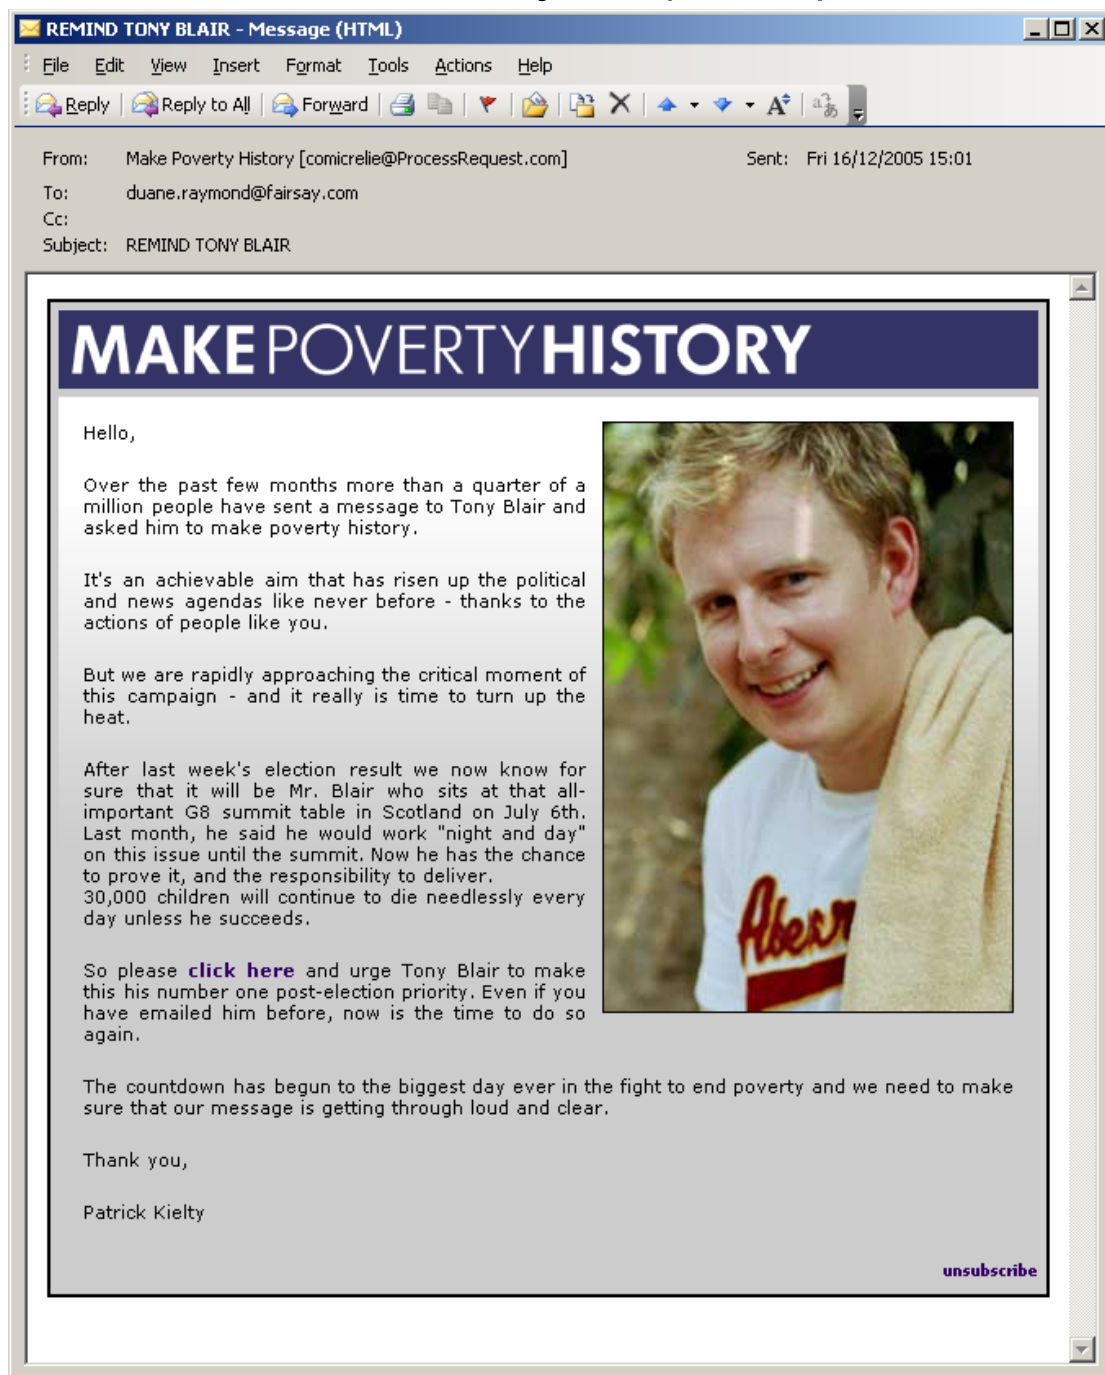 REMIND TONY BLAIR - Message (HTML)
File Edit View Insert Format Tools Actions Help
Reply Reply to All Forward
From: Make Poverty History [comicrelie@ProcessRequest.com] Sent: Fri 16/12/2005 15:01
To: duane.raymond@fairsay.com
Cc:
Subject: REMIND TONY BLAIR
MAKEPOVERTYHISTORY
Hello,
Over the past few months more than a quarter of a
million people have sent a message to Tony Blair and
asked him to make poverty history.
It's an achievable aim that has risen up the political
and news agendas like never before - thanks to the
actions of people like you.
But we are rapidly approaching the critical moment of
this campaign - and it really is time to turn up the
heat.
After last week's election result we now know for
sure that it will be Mr. Blair who sits at that all-
important G8 summit table in Scotland on July 6th.
Last month, he said he would work "night and day"
on this issue until the summit. Now he has the chance
to prove it, and the responsibility to deliver.
30,000 children will continue to die needlessly every
day unless he succeeds.
So please click here and urge Tony Blair to make
this his number one post-election priority. Even if you
have emailed him before, now is the time to do so
again.
The countdown has begun to the biggest day ever in the fight to end poverty and we need to make
sure that our message is getting through loud and clear.
Thank you,
Patrick Kielty
unsubscribe